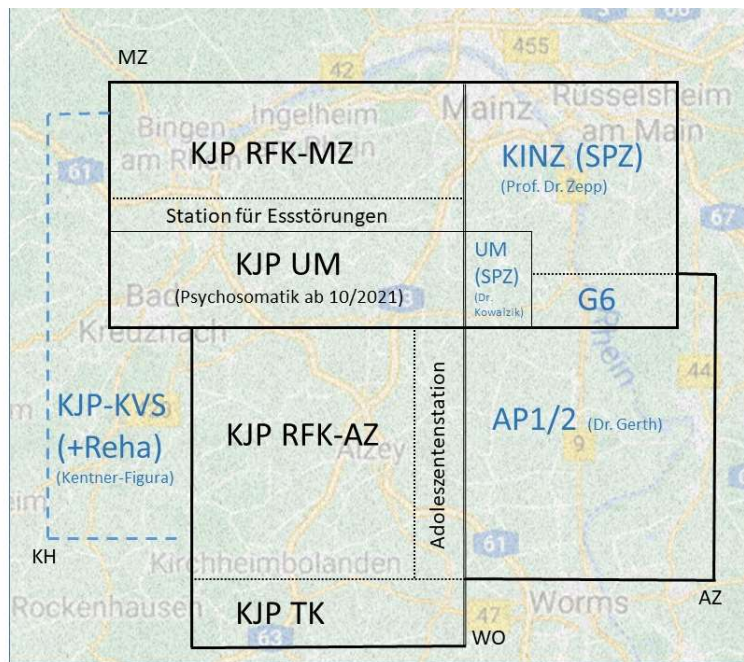 MZ
455
42
Mainz
Rüsselsheim
am Main
Ingelheim
Bingen
am Rhein
61
KJP RFK-MZ
KINZ (SPZ)
(Prof. Dr. Zepp)
67
Station für Essstörungen
KJP UM
(Psychosomatik ab 10/2021)
UM
(SPZ)
(Dr.
Kowalzik)
G6
Bad
Kreuznach
Rhein
44
KJP-KVS
(+Reha)
(Kentner-Figura)
KJP RFK-AZ
Alzey
Adoleszentenstation
AP1/2 (Dr. Gerth)
9
61
KH
Kirchheimbolanden
AZ
Rockenhausen
KJP TK
63
47
Worms
WO